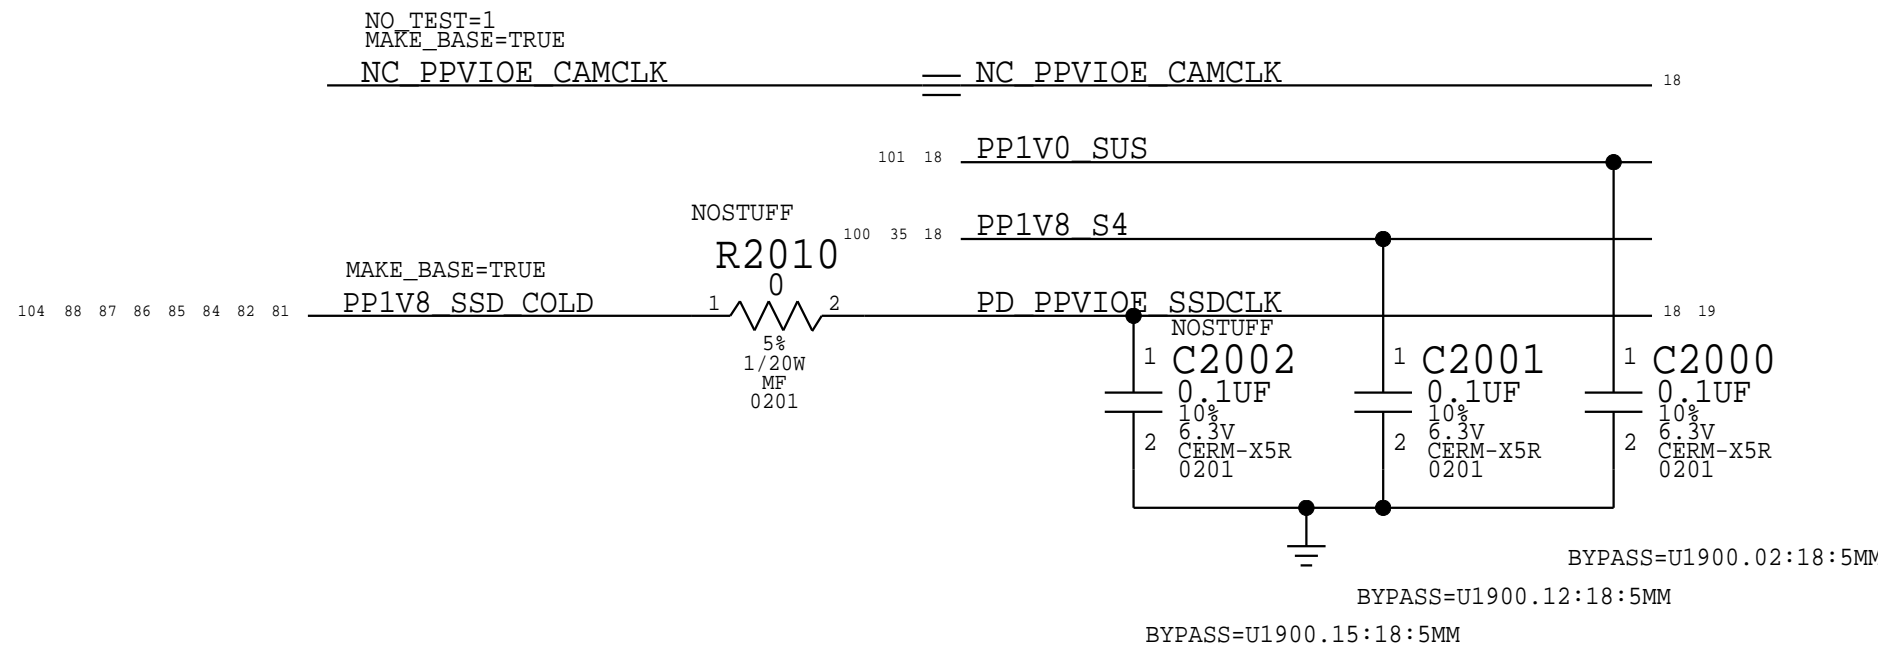 NO_TEST=1
MAKE_BASE=TRUE
NC_PPVIOE_CAMCLK
NC_PPVIOE_CAMCLK
18
101 18
PP1V0_SUS
NOSTUFF
R2010
0
100 35 18
PP1V8_S4
MAKE_BASE=TRUE
104 88 87 86 85 84 82 81
PP1V8_SSD_COLD
1
2
5%
1/20W
MF
0201
PD_PPVIOE_SSDCLK
18 19
NOSTUFF
1
C2002
0.1UF
10%
6.3V
CERM-X5R
0201
2
1
C2001
0.1UF
10%
6.3V
CERM-X5R
0201
2
1
C2000
0.1UF
10%
6.3V
CERM-X5R
0201
2
BYPASS=U1900.02:18:5MM
BYPASS=U1900.12:18:5MM
BYPASS=U1900.15:18:5MM